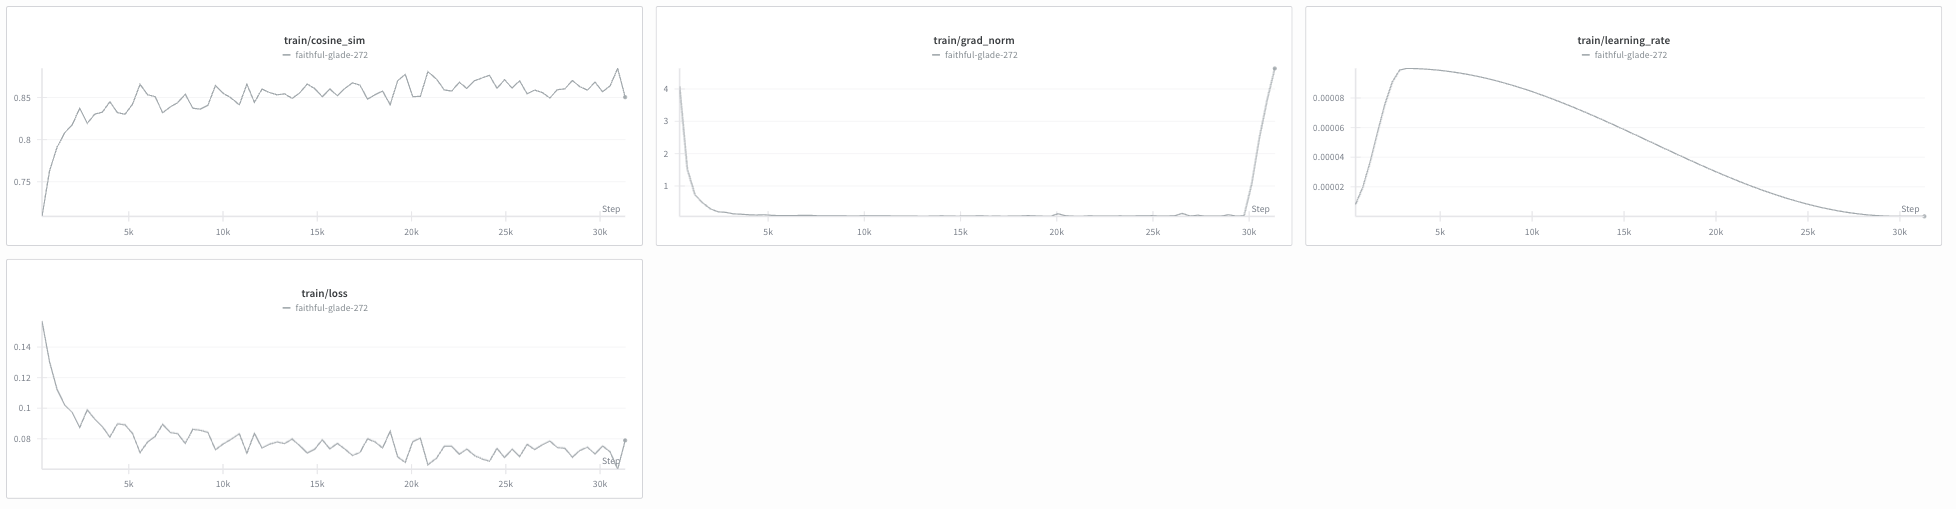 train/cosine_sim
faithful-glade-272
0.85
0.8
0.75
Step
5k 10k 15k 20k 25k 30k
train/grad_norm
faithful-glade-272
4
3
2
1
Step
5k 10k 15k 20k 25k 30k
train/learning_rate
faithful-glade-272
0.00008
0.00006
0.00004
0.00002
Step
5k 10k 15k 20k 25k 30k
train/loss
faithful-glade-272
0.14
0.12
0.1
0.08
Step
5k 10k 15k 20k 25k 30k